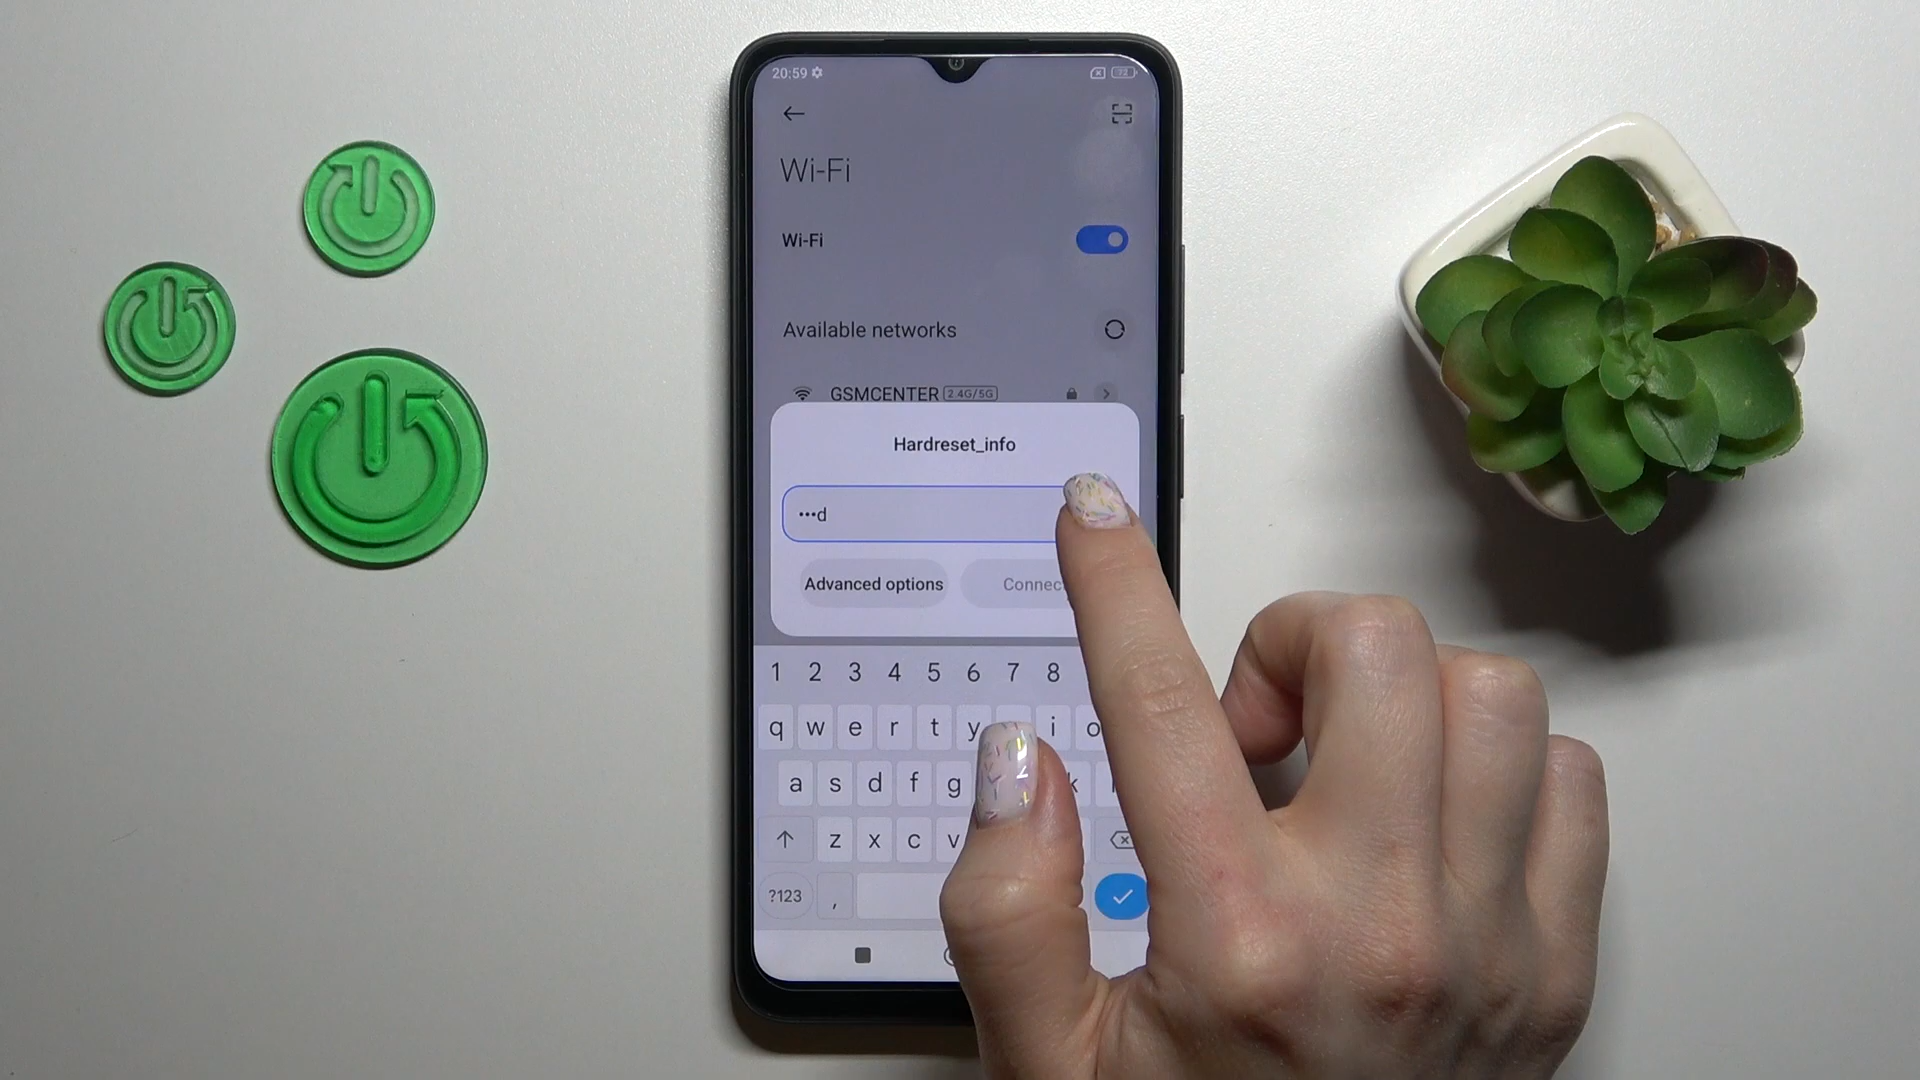 20:59
72
Wi-Fi
Wi-Fi
Available networks
GSMCENTER 2.4G/5G
Hardreset_info
•••d
Advanced options
Connec
1 2 3 4 5 6 7 8
q w e r t y i o
a s d f g k
z x c v
?123 ,